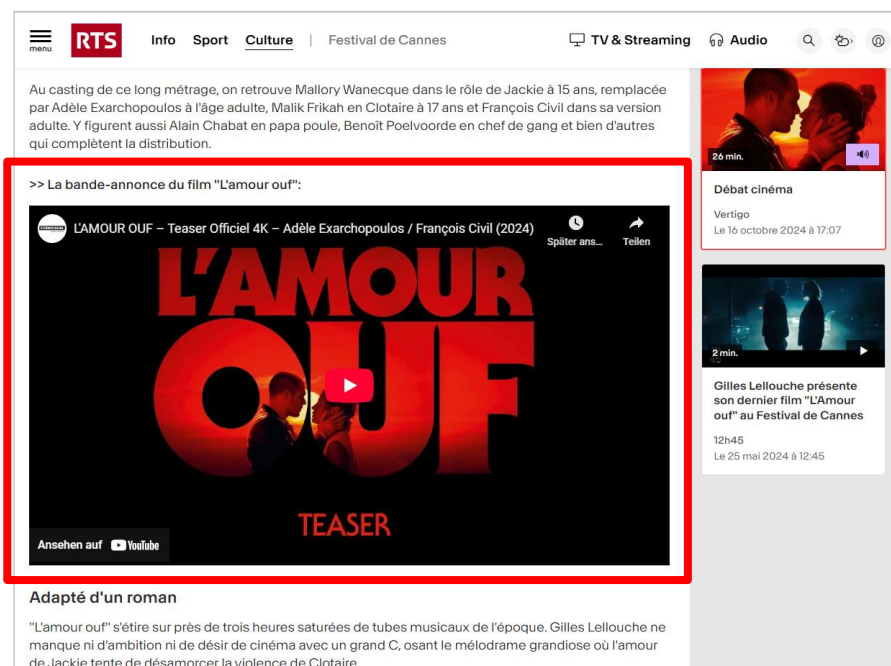 menu
RTS
Info Sport Culture | Festival de Cannes
TV & Streaming
Audio
Au casting de ce long métrage, on retrouve Mallory Wanecque dans le rôle de Jackie à 15 ans, remplacée
par Adèle Exarchopoulos à l'âge adulte, Malik Frikah en Clotaire à 17 ans et François Civil dans sa version
adulte. Y figurent aussi Alain Chabat en papa poule, Benoît Poelvoorde en chef de gang et bien d'autres
qui complètent la distribution.
>> La bande-annonce du film "L'amour ouf":
L'AMOUR OUF – Teaser Officiel 4K – Adèle Exarchopoulos / François Civil (2024)
Später ans...
Teilen
L'AMOUR
OUF
TEASER
Ansehen auf YouTube
Adapté d'un roman
"L'amour ouf" s'étire sur près de trois heures saturées de tubes musicaux de l'époque. Gilles Lellouche ne
manque ni d'ambition ni de désir de cinéma avec un grand C, osant le mélodrame grandiose où l'amour
de Jackie tente de désamorcer la violence de Clotaire
26 min.
Débat cinéma
Vertigo
Le 16 octobre 2024 à 17:07
2 min.
Gilles Lellouche présente
son dernier film "L'Amour
ouf" au Festival de Cannes
12h45
Le 25 mai 2024 à 12:45